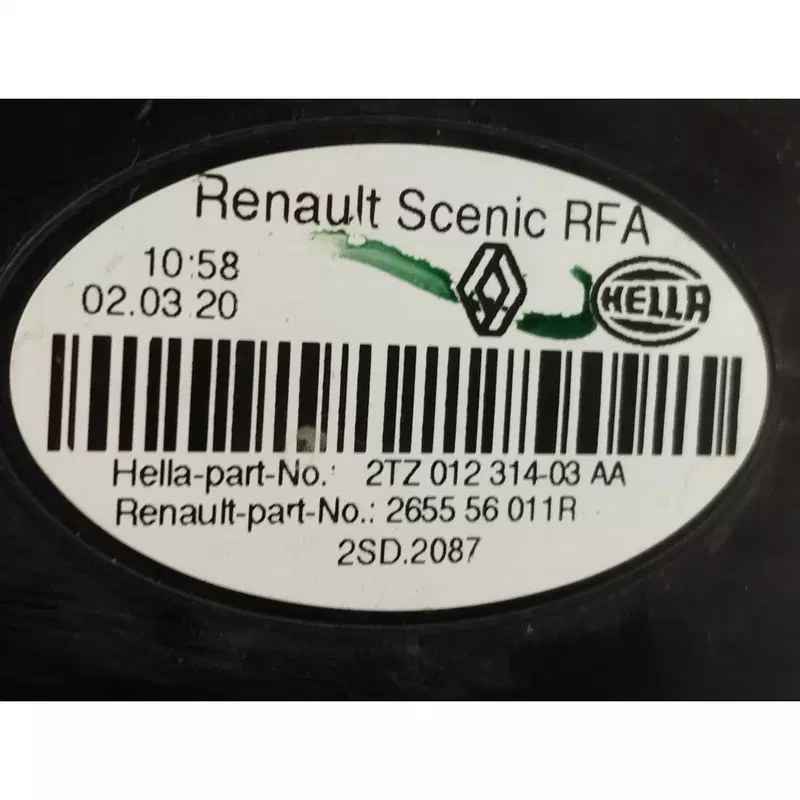 Renault Scenic RFA
10:58
02.03.20
HELLA
Hella-part-No.: 2TZ 012 314-03 AA
Renault-part-No.: 2655 56 011R
2SD.2087